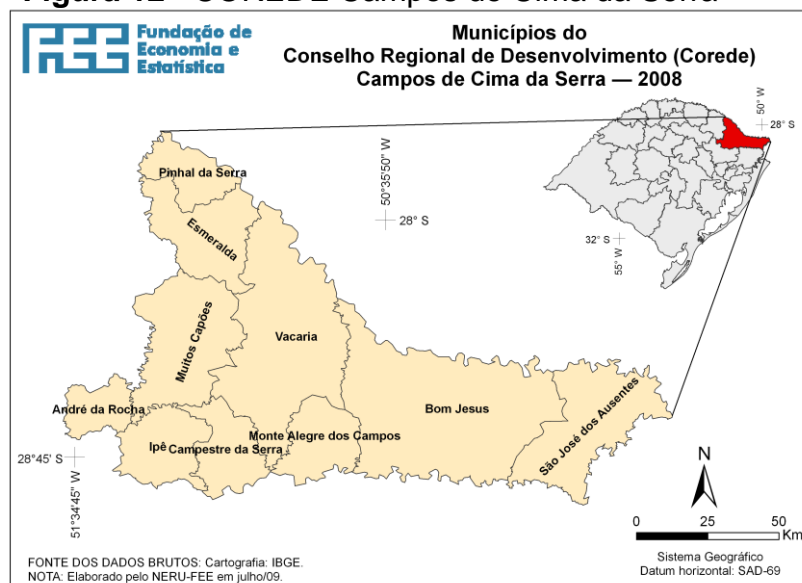 Figura 12 - COREDE Campos de Cima da Serra
FEE Fundação de
Economia e
Estatística
Municípios do
Conselho Regional de Desenvolvimento (Corede)
Campos de Cima da Serra — 2008
50° W
28° S
50°35'50" W
28° S
32° S
55° W
Pinhal da Serra
Esmeralda
Muitos Capões
Vacaria
André da Rocha
Ipê
Campestre da Serra
Monte Alegre dos Campos
Bom Jesus
São José dos Ausentes
28°45' S
51°34'45" W
N
0 25 50
Km
Sistema Geográfico
Datum horizontal: SAD-69
FONTE DOS DADOS BRUTOS: Cartografia: IBGE.
NOTA: Elaborado pelo NERU-FEE em julho/09.